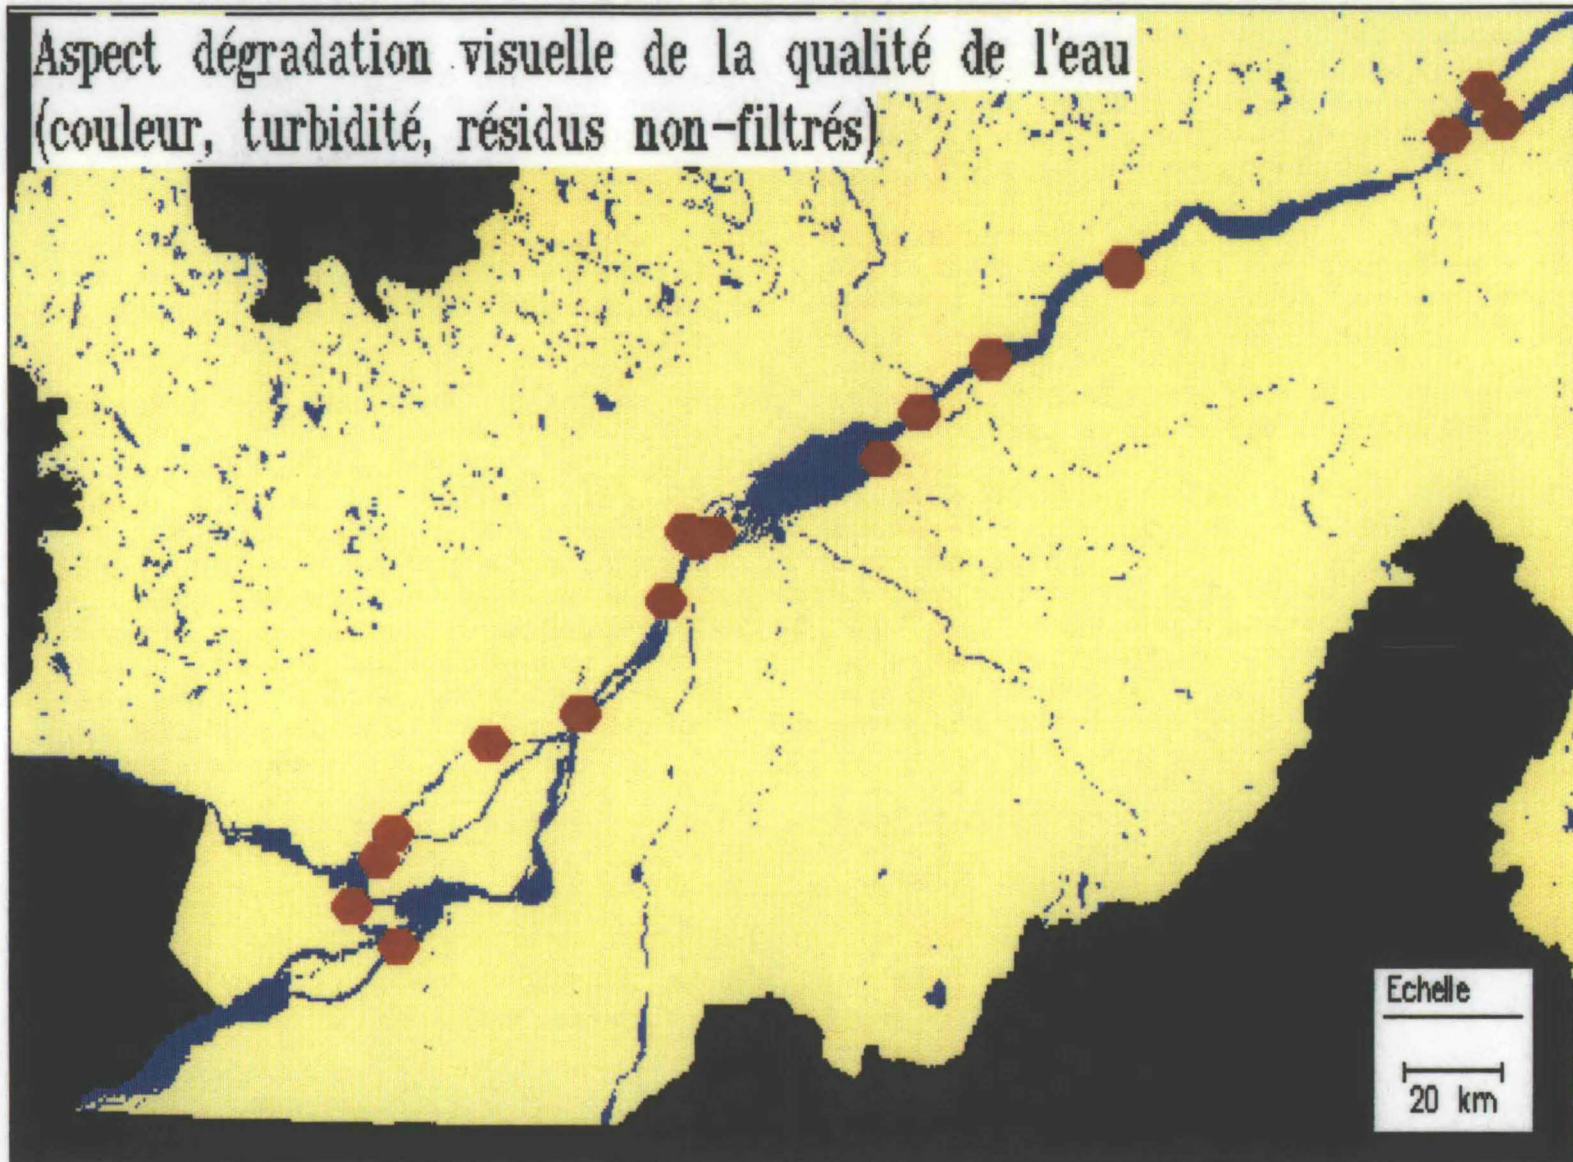 Aspect dégradation visuelle de la qualité de l'eau
(couleur, turbidité, résidus non-filtrés)
Echelle
20 km